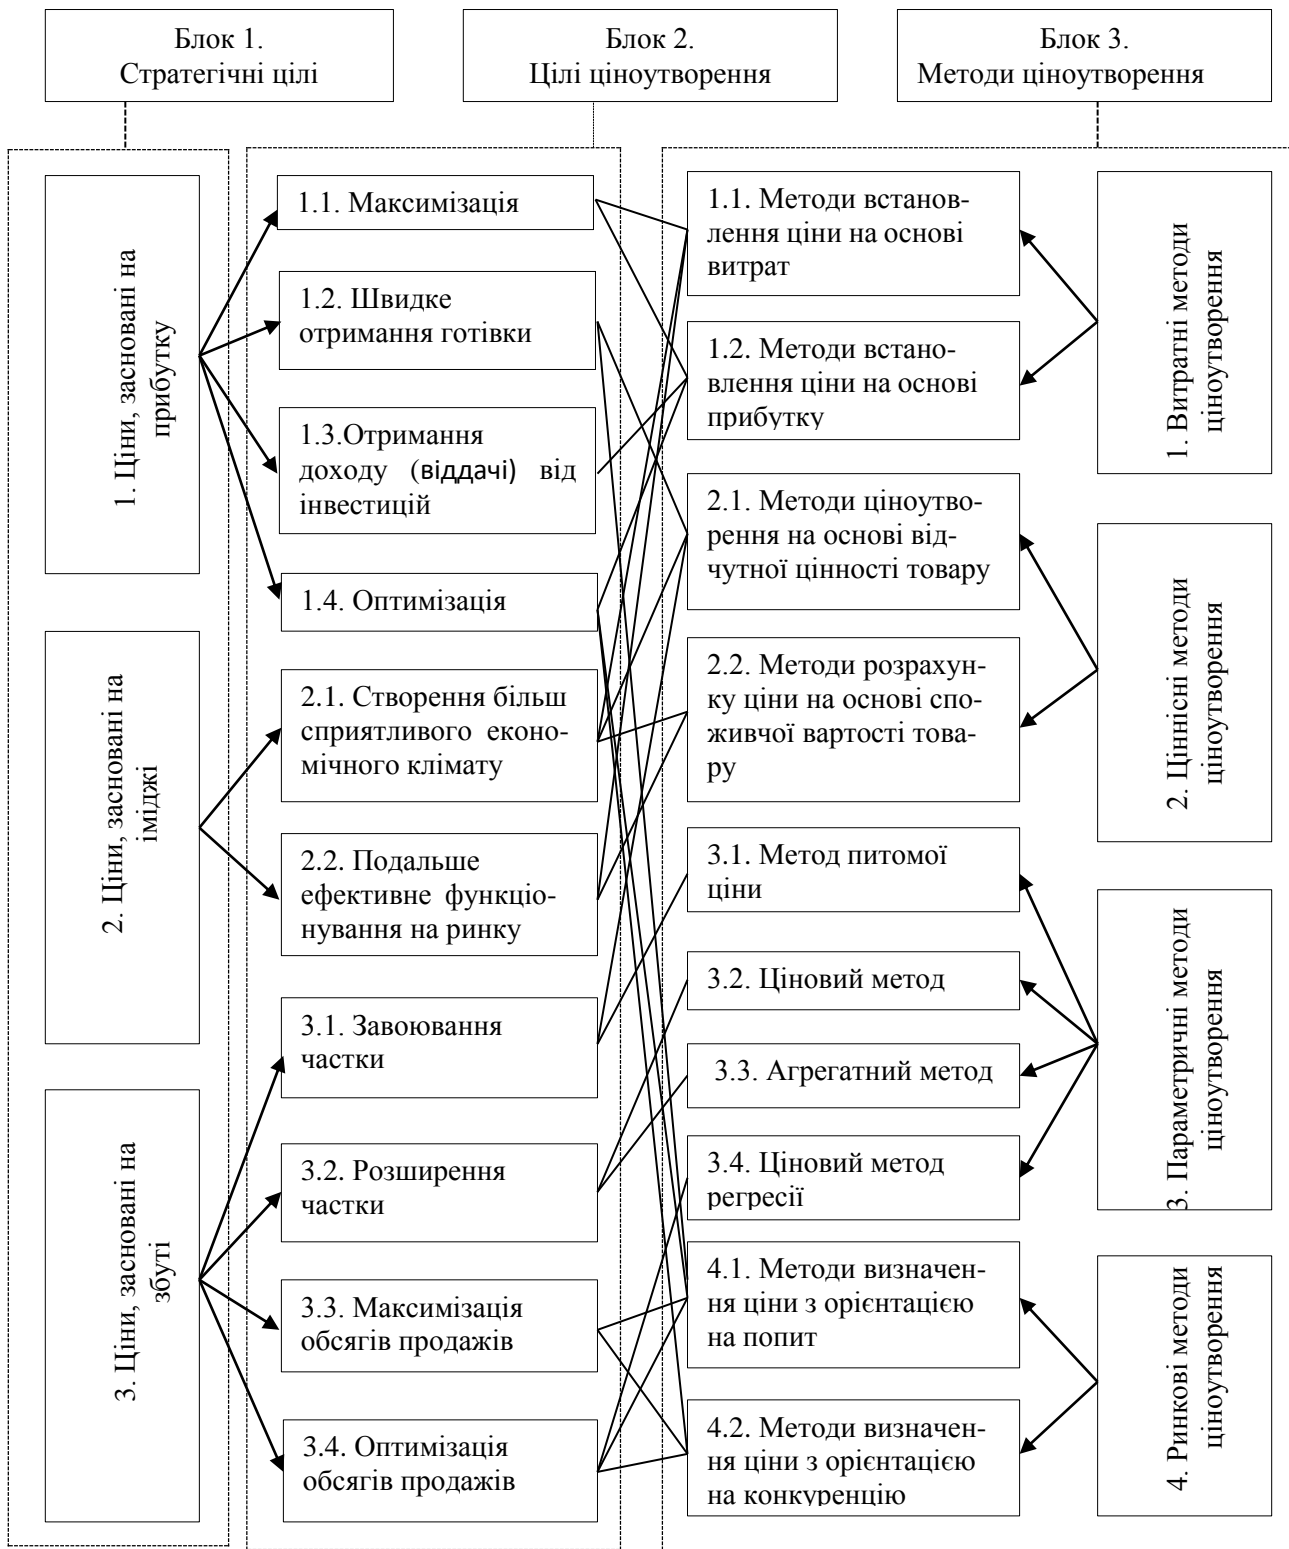 Блок 1.
Стратегічні цілі
Блок 2.
Цілі ціноутворення
Блок 3.
Методи ціноутворення
1. Ціни, засновані на
прибутку
2. Ціни, засновані на
іміджі
3. Ціни, засновані на
збуті
1.1. Максимізація
1.2. Швидке
отримання готівки
1.3.Отримання
доходу (віддачі) від
інвестицій
1.4. Оптимізація
2.1. Створення більш
сприятливого еконо-
мічного клімату
2.2. Подальше
ефективне функціо-
нування на ринку
3.1. Завоювання
частки
3.2. Розширення
частки
3.3. Максимізація
обсягів продажів
3.4. Оптимізація
обсягів продажів
1.1. Методи встанов-
лення ціни на основі
витрат
1.2. Методи встано-
влення ціни на основі
прибутку
2.1. Методи ціноутво-
рення на основі від-
чутної цінності товару
2.2. Методи розрахун-
ку ціни на основі спо-
живчої вартості това-
ру
3.1. Метод питомої
ціни
3.2. Ціновий метод
3.3. Агрегатний метод
3.4. Ціновий метод
регресії
4.1. Методи визначен-
ня ціни з орієнтацією
на попит
4.2. Методи визначен-
ня ціни з орієнтацією
на конкуренцію
1. Витратні методи
ціноутворення
2. Ціннісні методи
ціноутворення
3. Параметричні методи
ціноутворення
4. Ринкові методи
ціноутворення